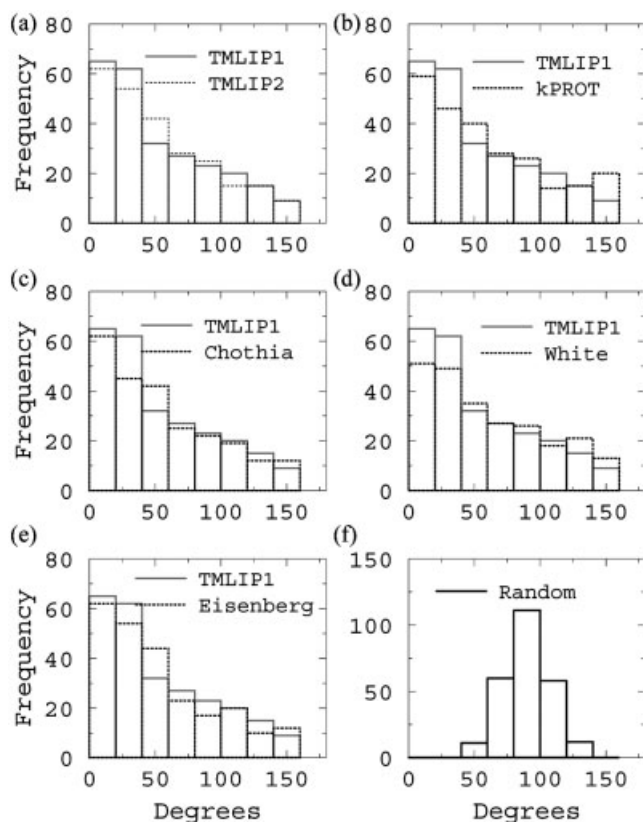 (a)
80
60
40
20
0
Frequency
TMLIP1
TMLIP2
0 50 100 150
(b)
80
60
40
20
0
TMLIP1
kPROT
0 50 100 150
(c)
80
60
40
20
0
Frequency
TMLIP1
Chothia
0 50 100 150
(d)
80
60
40
20
0
TMLIP1
White
0 50 100 150
(e)
80
60
40
20
0
Frequency
TMLIP1
Eisenberg
0 50 100 150
Degrees
(f)
150
100
50
0
Random
0 50 100 150
Degrees